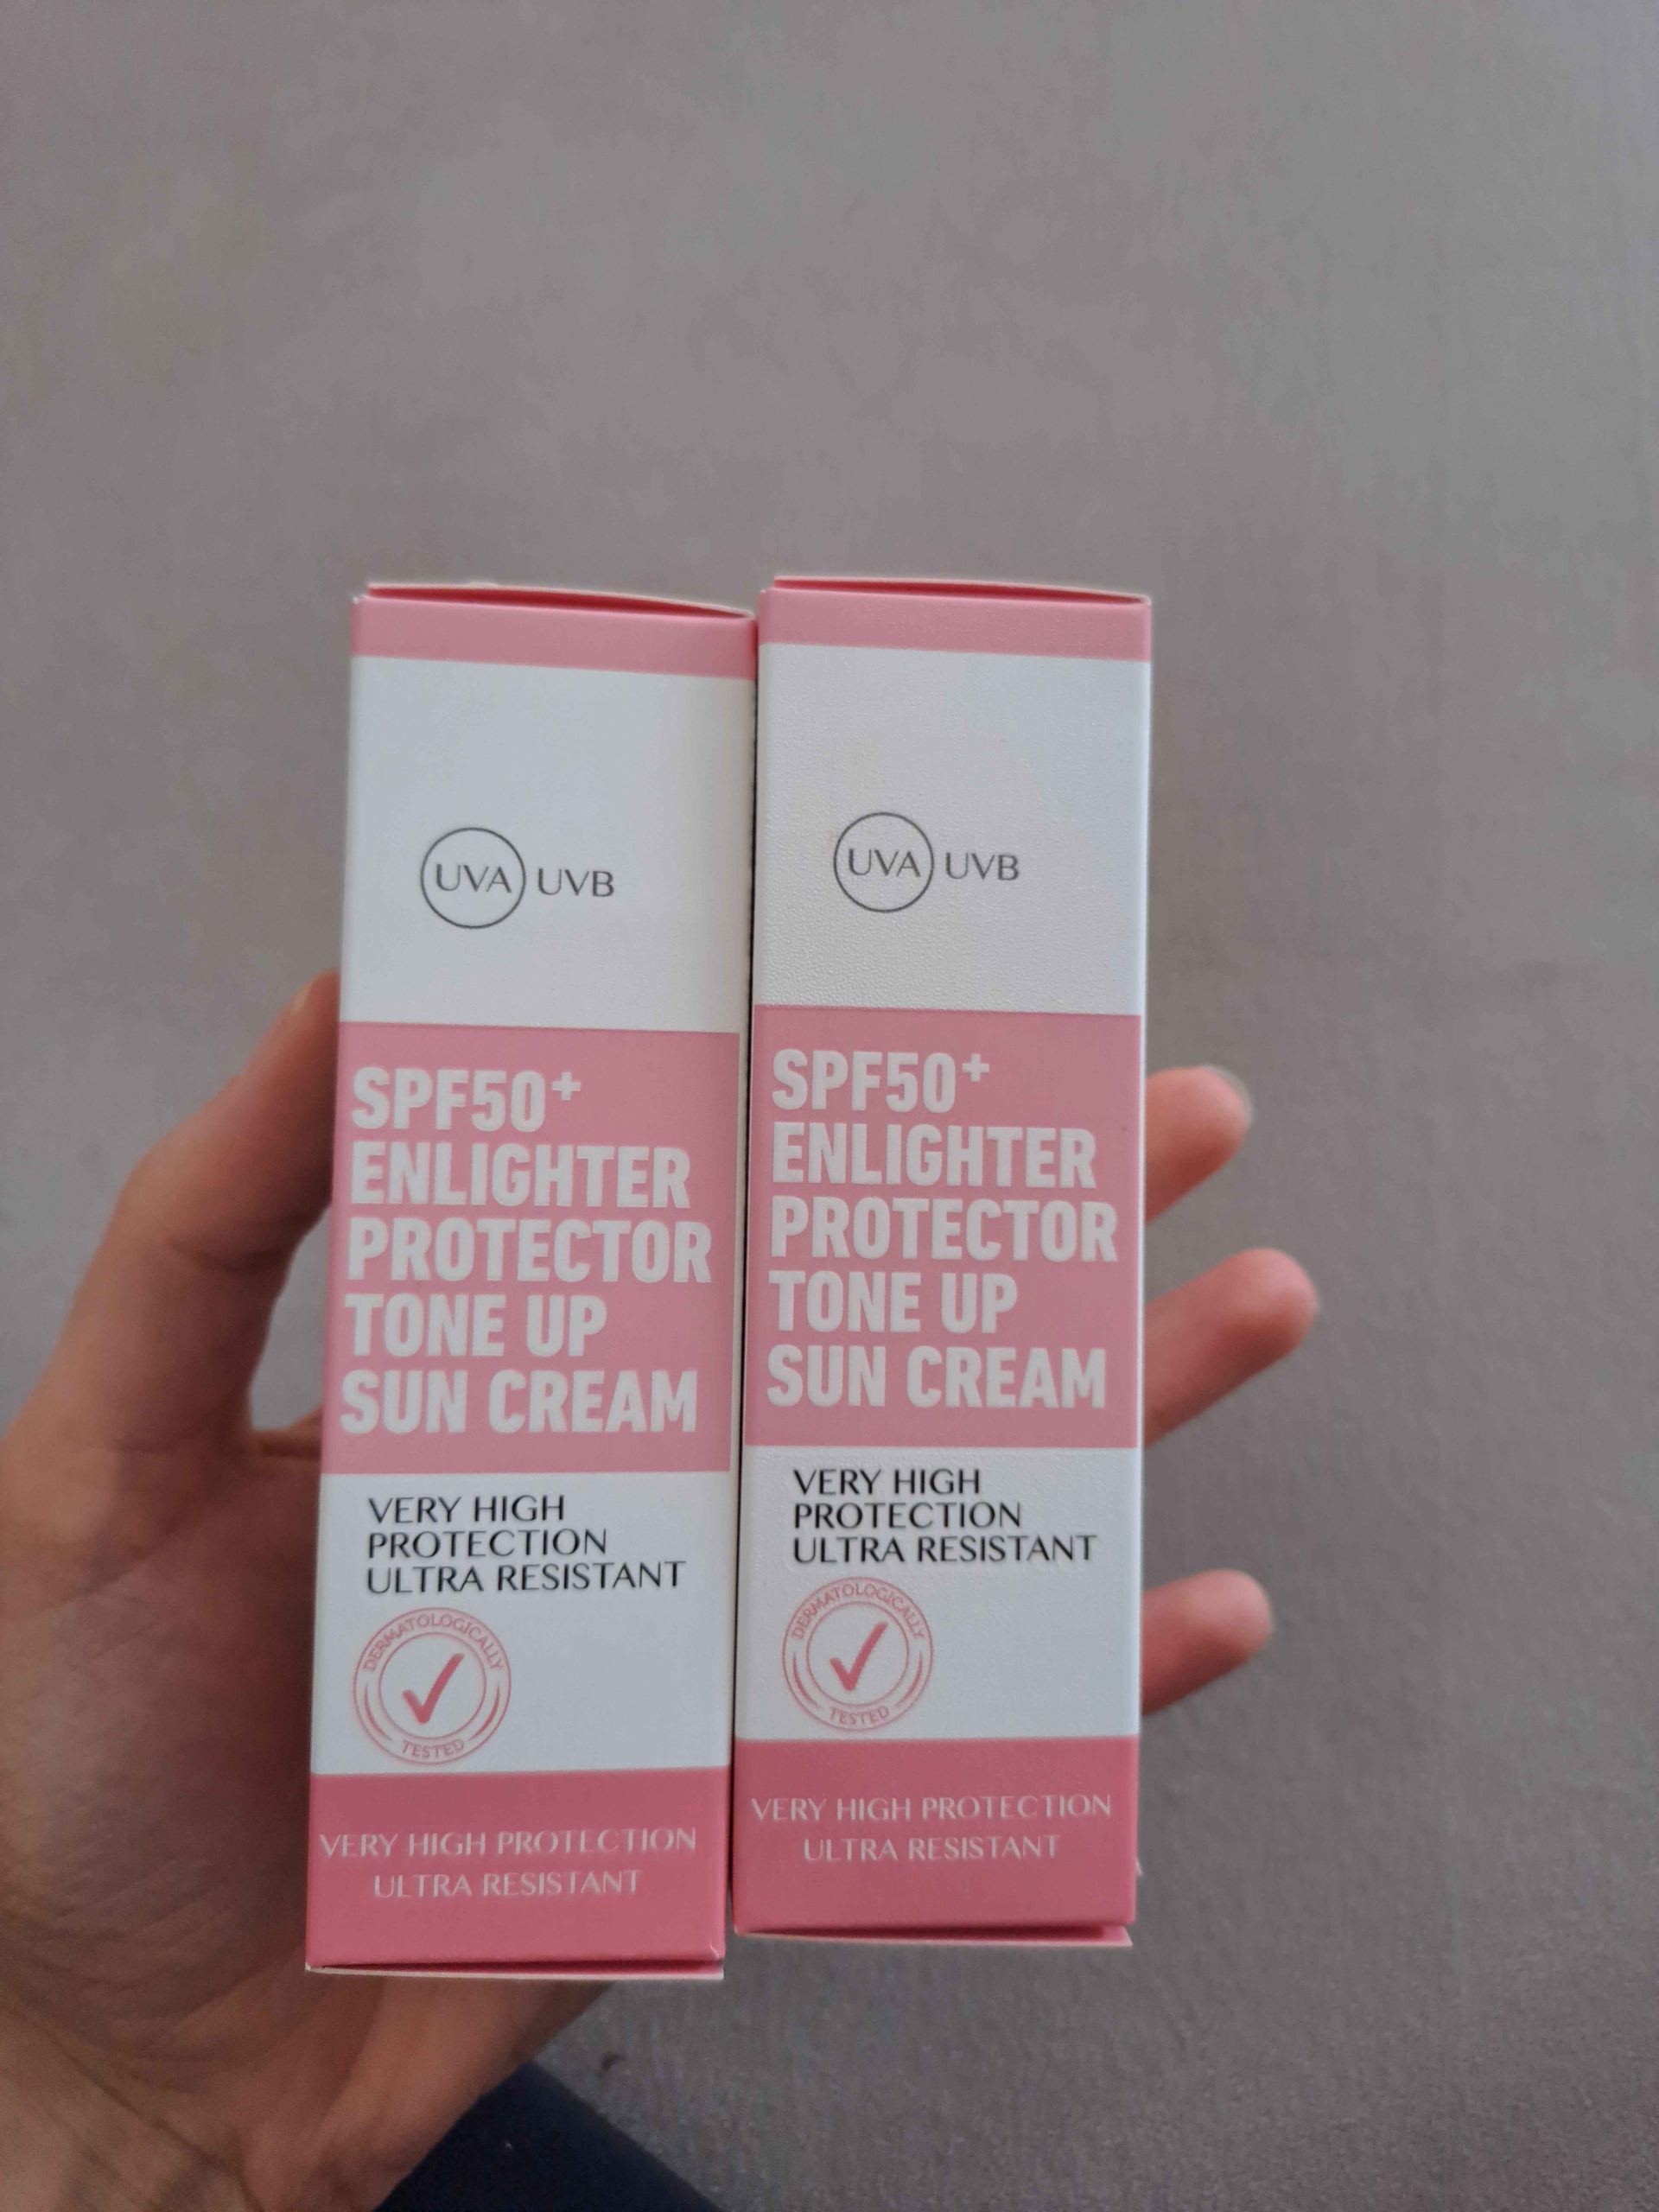 UVA UVB
SPF50+
ENLIGHTER
PROTECTOR
TONE UP
SUN CREAM
VERY HIGH
PROTECTION
ULTRA RESISTANT
DERMATOLOGICALLY
TESTED
VERY HIGH PROTECTION
ULTRA RESISTANT
UVA UVB
SPF50+
ENLIGHTER
PROTECTOR
TONE UP
SUN CREAM
VERY HIGH
PROTECTION
ULTRA RESISTANT
DERMATOLOGICALLY
TESTED
VERY HIGH PROTECTION
ULTRA RESISTANT